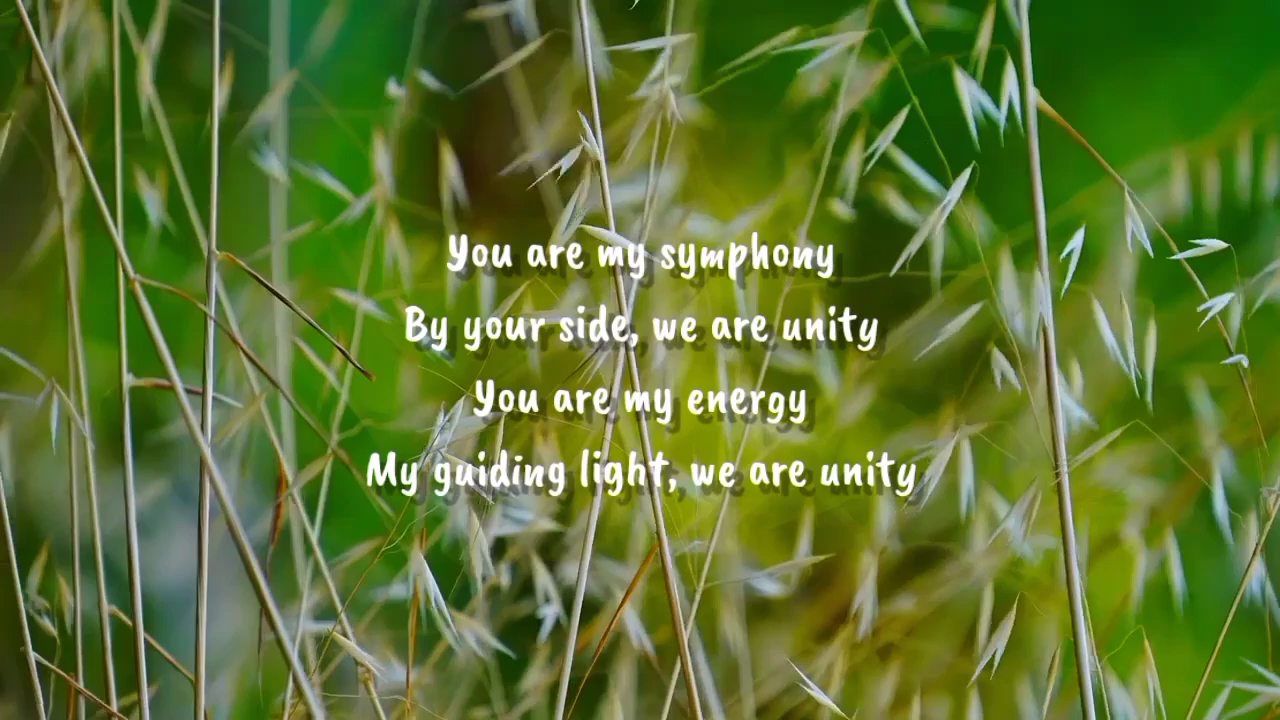 You are my symphony
By your side, we are unity
You are my energy
My guiding light, we are unity